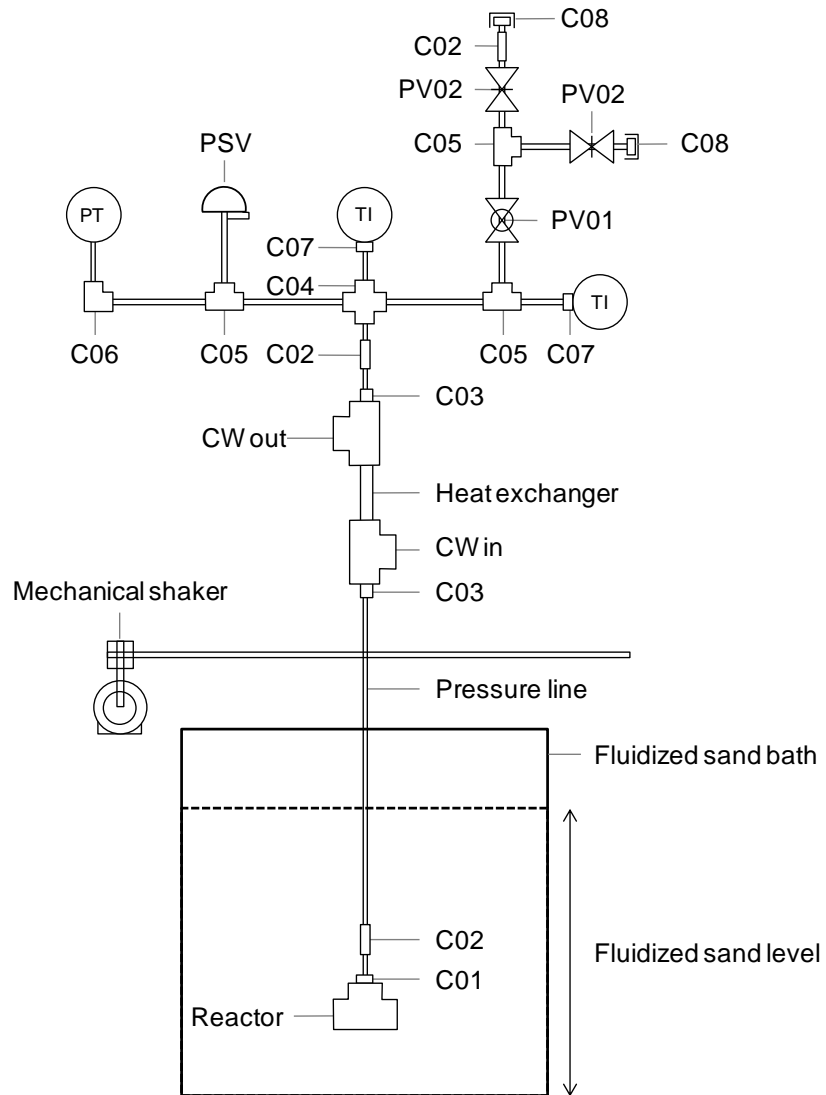 C08
C02
PV02
PV02
PSV
C05
C08
PT
TI
PV01
C07
C04
TI
C06
C05
C02
C05
C07
C03
CW out
Heat exchanger
CW in
Mechanical shaker
C03
Pressure line
Fluidized sand bath
C02
Fluidized sand level
C01
Reactor